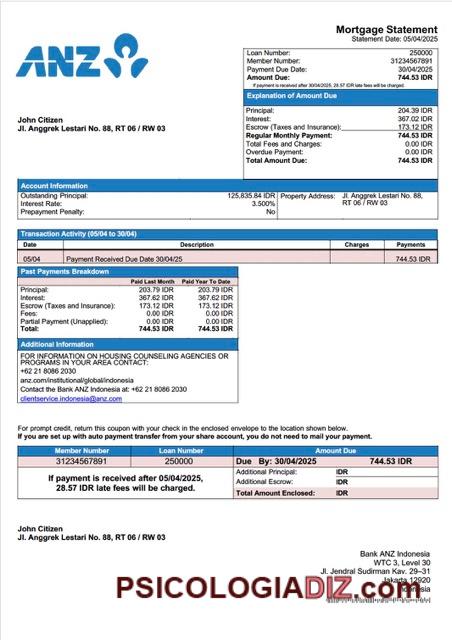 Mortgage Statement
Statement Date: 05/04/2025
ANZ
Loan Number: 250000
Member Number: 31234567891
Payment Due Date: 30/04/2025
Amount Due: 744.53 IDR
If payment is received after 30/04/2025, 28.57 IDR late fees will be charged.
Explanation of Amount Due
Principal: 204.39 IDR
Interest: 367.02 IDR
Escrow (Taxes and Insurance): 173.12 IDR
Regular Monthly Payment: 744.53 IDR
Total Fees and Charges: 0.00 IDR
Overdue Payment: 0.00 IDR
Total Amount Due: 744.53 IDR
John Citizen
Jl. Anggrek Lestari No. 88, RT 06 / RW 03
Account Information
Outstanding Principal: 125,835.84 IDR
Interest Rate: 3.500%
Prepayment Penalty: No
Property Address: Jl. Anggrek Lestari No. 88,
RT 06 / RW 03
Transaction Activity (05/04 to 30/04)
Date Description Charges Payments
05/04 Payment Received Due Date 30/04/25 744.53 IDR
Past Payments Breakdown
Paid Last Month Paid Year To Date
Principal: 203.79 IDR 203.79 IDR
Interest: 367.62 IDR 367.62 IDR
Escrow (Taxes and Insurance): 173.12 IDR 173.12 IDR
Fees: 0.00 IDR 0.00 IDR
Partial Payment (Unapplied): 0.00 IDR 0.00 IDR
Total: 744.53 IDR 744.53 IDR
Additional Information
FOR INFORMATION ON HOUSING COUNSELING AGENCIES OR
PROGRAMS IN YOUR AREA CONTACT:
+62 21 8086 2030
anz.com/institutional/global/indonesia
Contact the Bank ANZ Indonesia at: +62 21 8086 2030
clientservice.indonesia@anz.com
For prompt credit, return this coupon with your check in the enclosed envelope to the location shown below.
If you are set up with auto payment transfer from your share account, you do not need to mail your payment.
Member Number Loan Number Amount Due
31234567891 250000 Due By: 30/04/2025 744.53 IDR
If payment is received after 05/04/2025,
28.57 IDR late fees will be charged.
Additional Principal: IDR
Additional Escrow: IDR
Total Amount Enclosed: IDR
John Citizen
Jl. Anggrek Lestari No. 88, RT 06 / RW 03
Bank ANZ Indonesia
WTC 3, Level 30
Jl. Jendral Sudirman Kav. 29–31
Jakarta 12920
PSICOLOGIADIZ.com